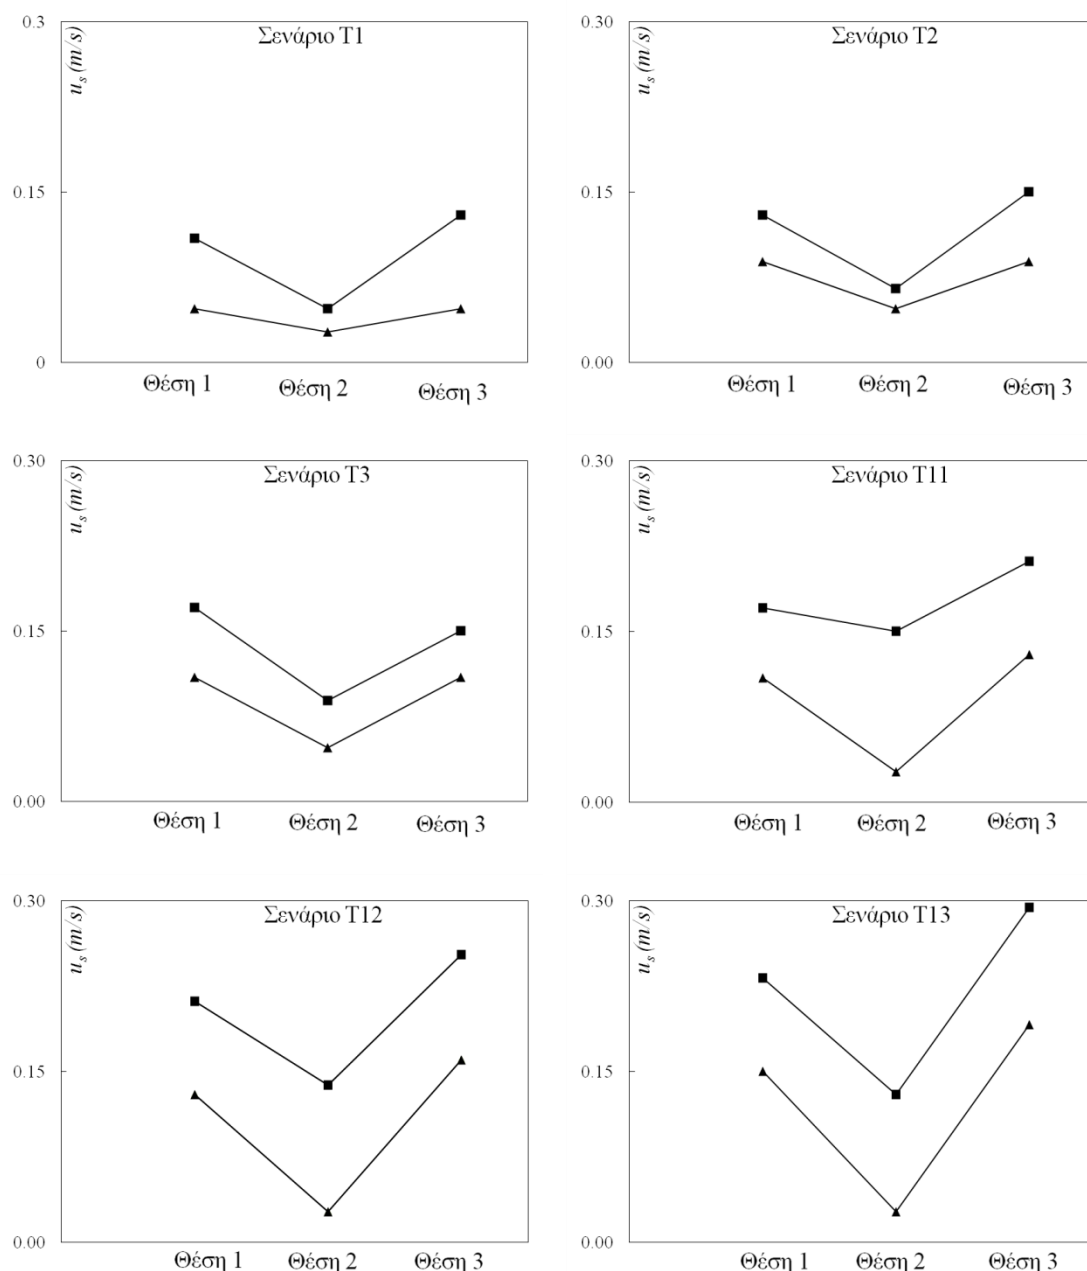 Σενάριο T1
u_s (m/s)
0.3
0.15
0
Θέση 1
Θέση 2
Θέση 3
Σενάριο T2
u_s (m/s)
0.30
0.15
0.00
Θέση 1
Θέση 2
Θέση 3
Σενάριο T3
u_s (m/s)
0.30
0.15
0.00
Θέση 1
Θέση 2
Θέση 3
Σενάριο T11
u_s (m/s)
0.30
0.15
0.00
Θέση 1
Θέση 2
Θέση 3
Σενάριο T12
u_s (m/s)
0.30
0.15
0.00
Θέση 1
Θέση 2
Θέση 3
Σενάριο T13
u_s (m/s)
0.30
0.15
0.00
Θέση 1
Θέση 2
Θέση 3